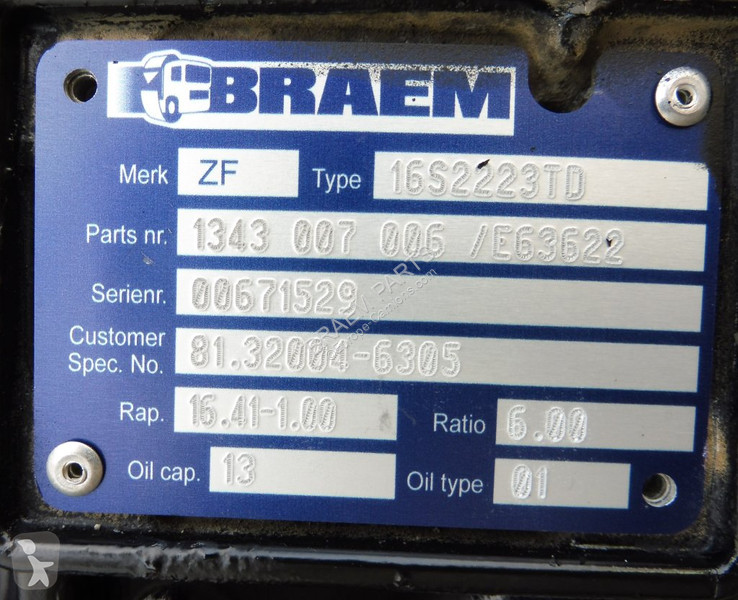 BRAEM
Merk ZF Type 16S2223TD
Parts nr. 1343 007 006 /E63622
Serienr. 00671529
Customer Spec. No. 81.32004-6305
Rap. 16.41-1.00 Ratio 6.00
Oil cap. 13 Oil type 01